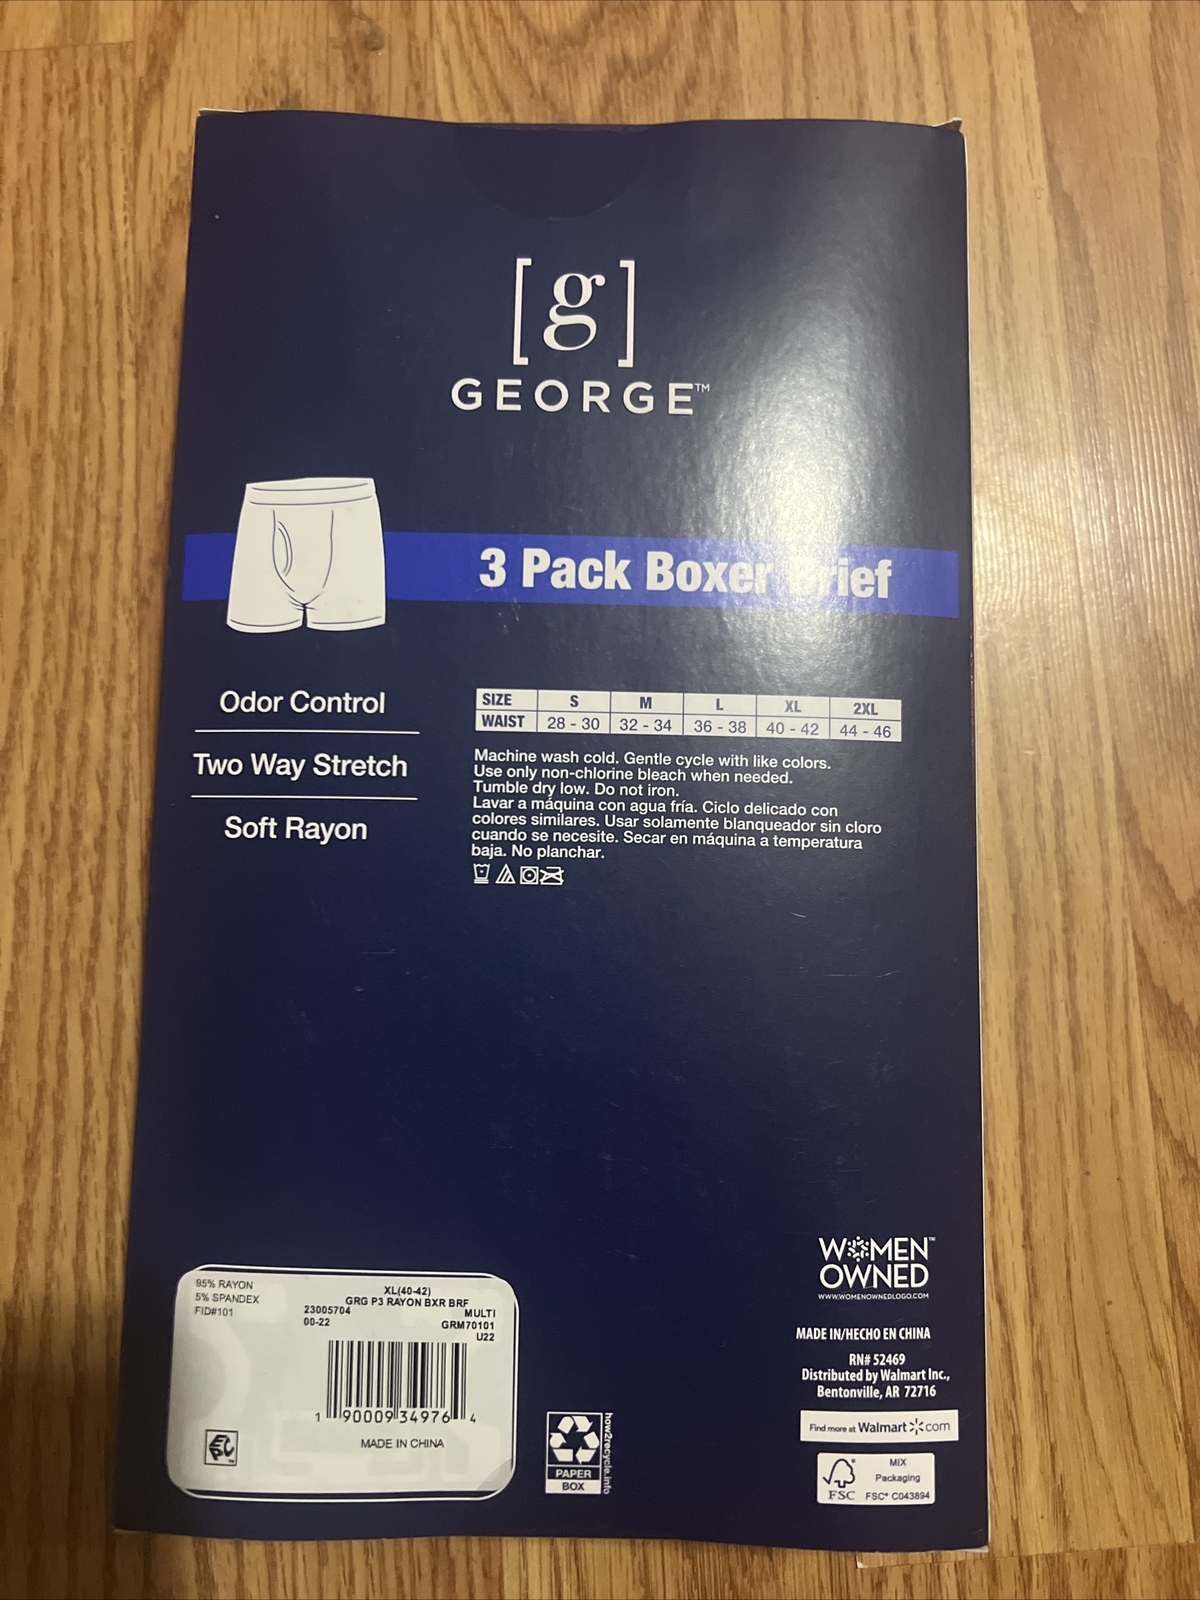 [g]
GEORGE™
3 Pack Boxer Brief
Odor Control
Two Way Stretch
Soft Rayon
SIZE S M L XL 2XL
WAIST 28 - 30 32 - 34 36 - 38 40 - 42 44 - 46
Machine wash cold. Gentle cycle with like colors.
Use only non-chlorine bleach when needed.
Tumble dry low. Do not iron.
Lavar a máquina con agua fría. Ciclo delicado con
colores similares. Usar solamente blanqueador sin cloro
cuando se necesite. Secar en máquina a temperatura
baja. No planchar.
95% RAYON
5% SPANDEX
FID#101
XL(40-42)
GRG P3 RAYON BXR BRF
23005704 MULTI
00-22 GRM70101
U22
1 90009 34976 4
MADE IN CHINA
EPC™
PAPER
BOX
how2recycle.info
WOMEN™
OWNED
WWW.WOMENOWNEDLOGO.COM
MADE IN/HECHO EN CHINA
RN# 52469
Distributed by Walmart Inc.,
Bentonville, AR 72716
Find more at Walmart.com
MIX
Packaging
FSC FSC® C043894